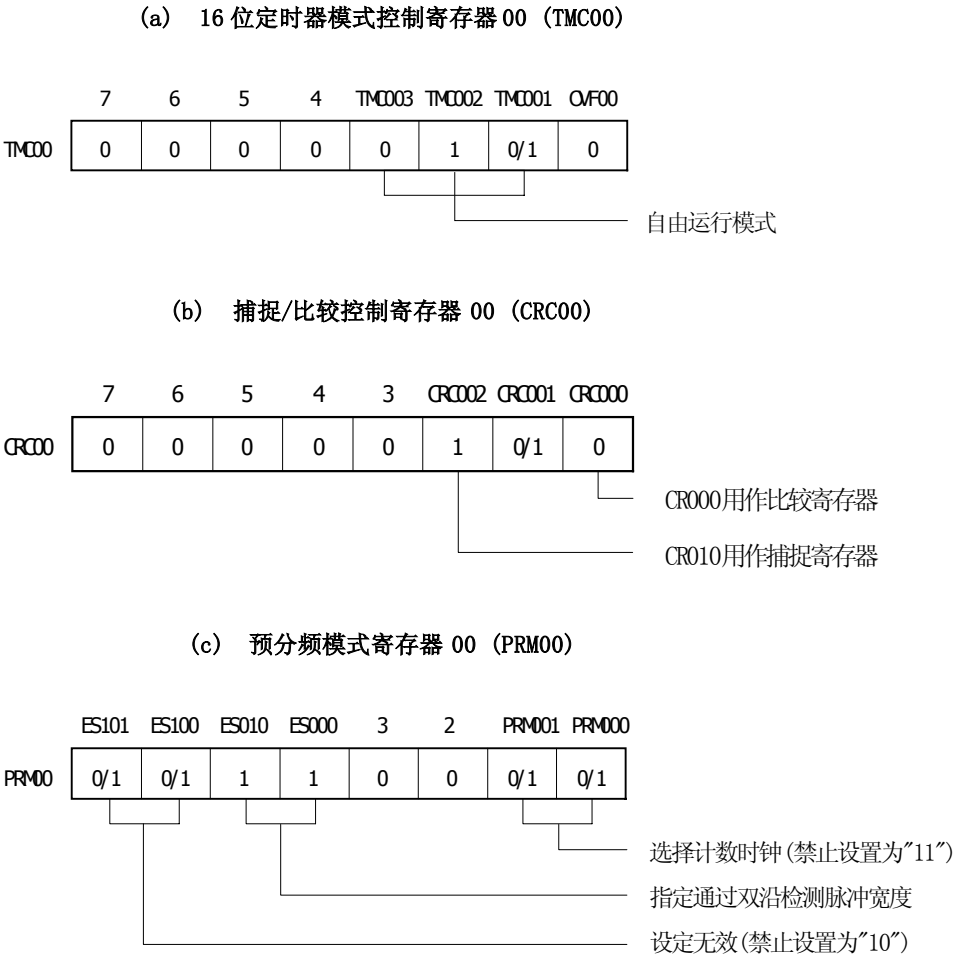 (a) 16 位定时器模式控制寄存器 00 (TMC00)
7 6 5 4 TMC003 TMC002 TMC001 OVF00
TMC00 0 0 0 0 0 1 0/1 0
自由运行模式
(b) 捕捉/比较控制寄存器 00 (CRC00)
7 6 5 4 3 CRC002 CRC001 CRC000
CRC00 0 0 0 0 0 1 0/1 0
CR000用作比较寄存器
CR010用作捕捉寄存器
(c) 预分频模式寄存器 00 (PRM00)
ES101 ES100 ES010 ES000 3 2 PRM001 PRM000
PRM00 0/1 0/1 1 1 0 0 0/1 0/1
选择计数时钟(禁止设置为"11")
指定通过双沿检测脉冲宽度
设定无效(禁止设置为"10")